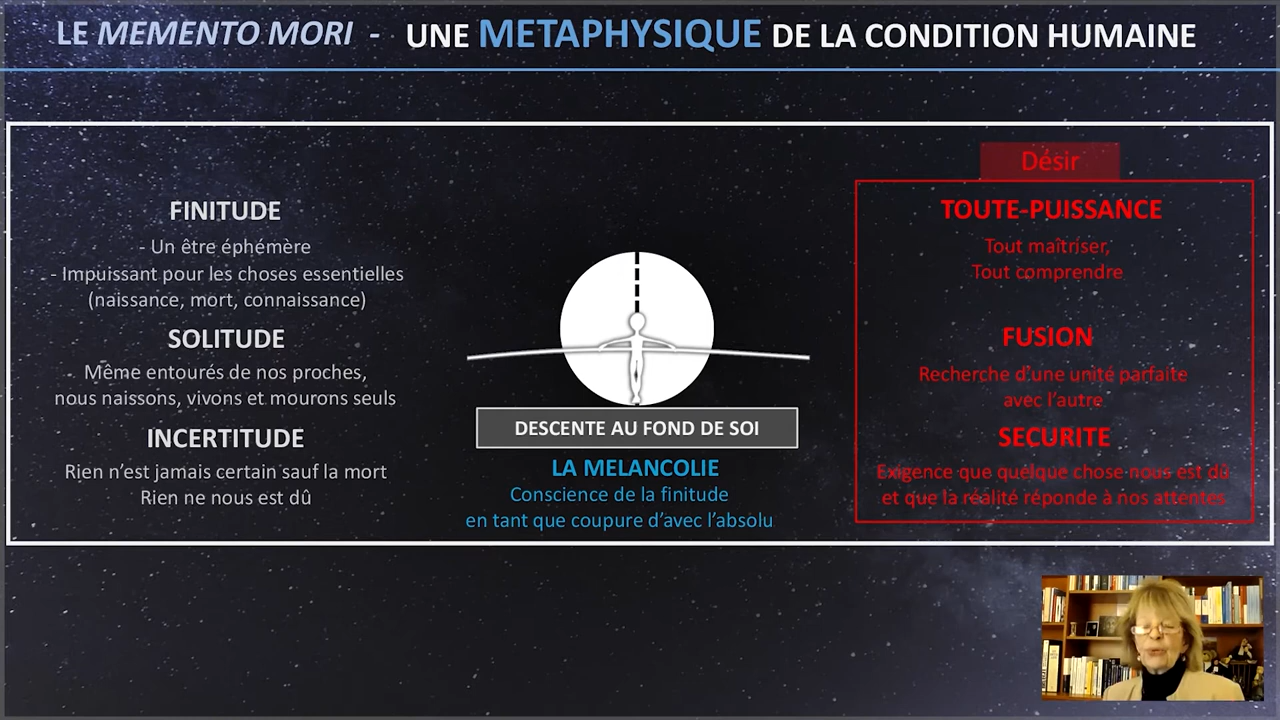 LE MEMENTO MORI - UNE METAPHYSIQUE DE LA CONDITION HUMAINE
FINITUDE
- Un être éphémère
- Impuissant pour les choses essentielles
(naissance, mort, connaissance)
SOLITUDE
Même entourés de nos proches,
nous naissons, vivons et mourons seuls
INCERTITUDE
Rien n'est jamais certain sauf la mort
Rien ne nous est dû
DESCENTE AU FOND DE SOI
LA MELANCOLIE
Conscience de la finitude
en tant que coupure d'avec l'absolu
Désir
TOUTE-PUISSANCE
Tout maîtriser,
Tout comprendre
FUSION
Recherche d'une unité parfaite
avec l'autre
SECURITE
Exigence que quelque chose nous est dû
et que la réalité réponde à nos attentes